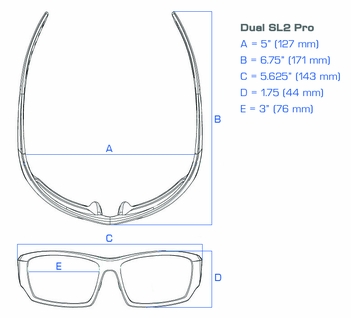 Dual SL2 Pro
A = 5" (127 mm)
B = 6.75" (171 mm)
C = 5.625" (143 mm)
D = 1.75 (44 mm)
E = 3" (76 mm)
A
B
C
D
E